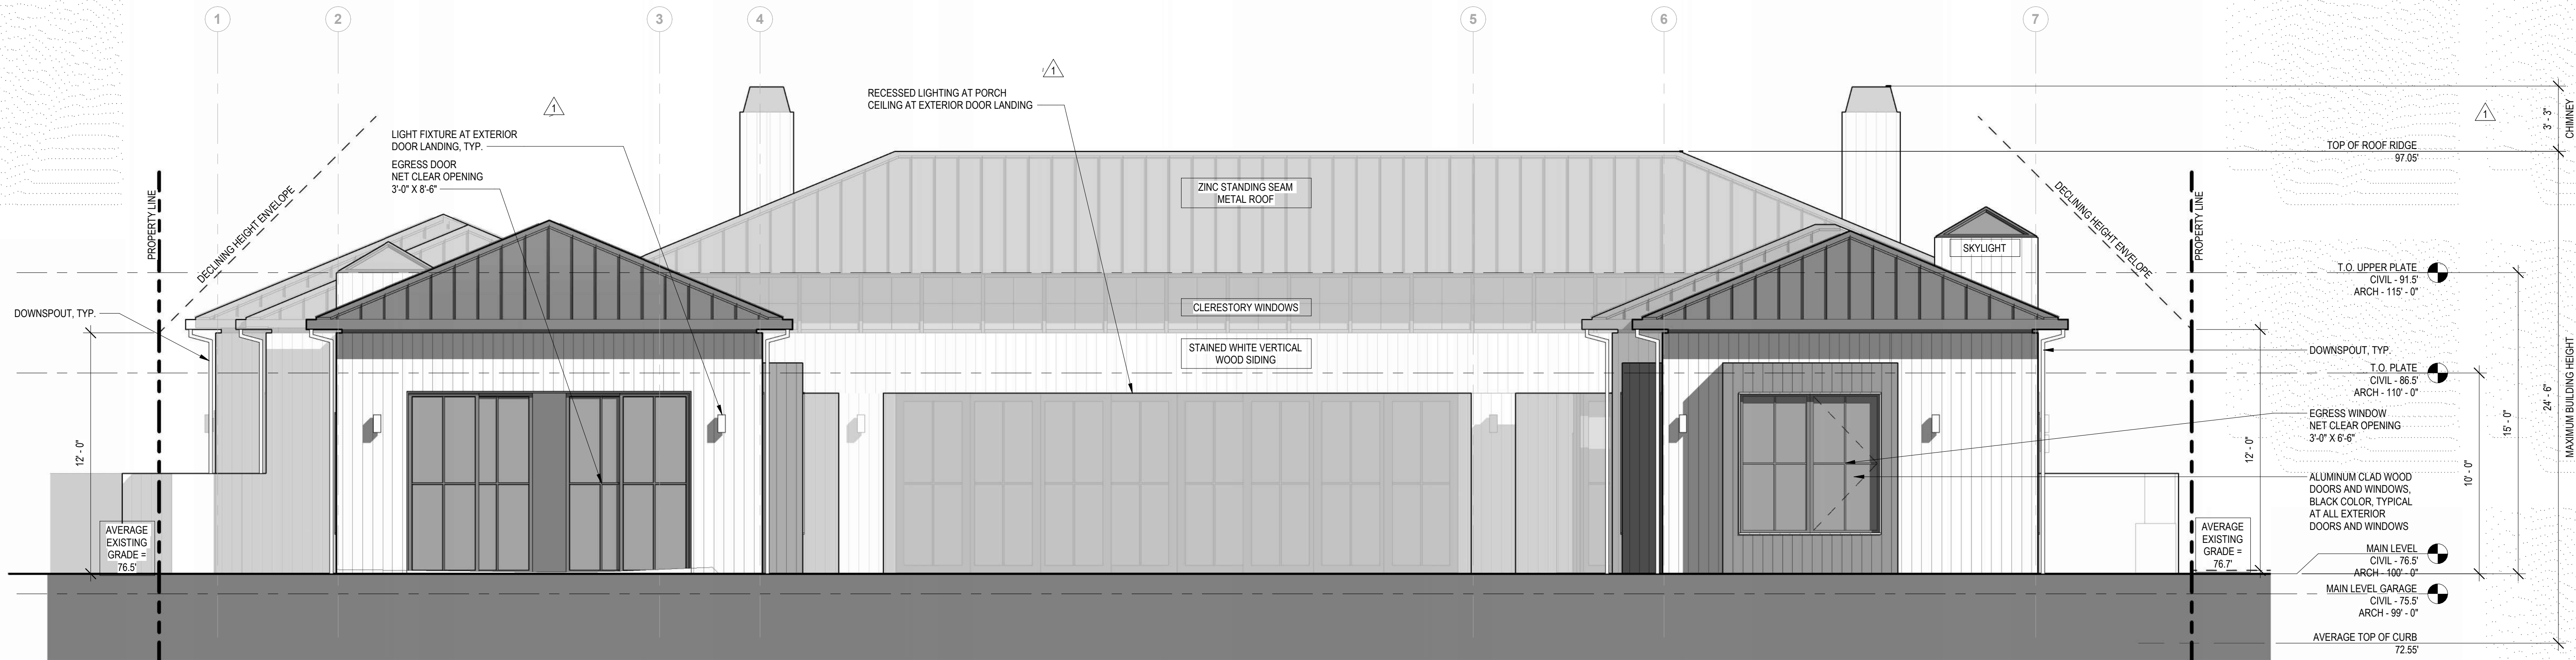 1
2
3
4
5
6
7
1
1
1
RECESSED LIGHTING AT PORCH
CEILING AT EXTERIOR DOOR LANDING
LIGHT FIXTURE AT EXTERIOR
DOOR LANDING, TYP.
EGRESS DOOR
NET CLEAR OPENING
3'-0" X 8'-6"
PROPERTY LINE
DECLINING HEIGHT ENVELOPE
DOWNSPOUT, TYP.
12' - 0"
AVERAGE
EXISTING
GRADE =
76.5'
ZINC STANDING SEAM
METAL ROOF
CLERESTORY WINDOWS
STAINED WHITE VERTICAL
WOOD SIDING
SKYLIGHT
DECLINING HEIGHT ENVELOPE
PROPERTY LINE
3' - 3"
CHIMNEY
TOP OF ROOF RIDGE
97.05'
T.O. UPPER PLATE
CIVIL - 91.5'
ARCH - 115' - 0"
DOWNSPOUT, TYP.
T.O. PLATE
CIVIL - 86.5'
ARCH - 110' - 0"
EGRESS WINDOW
NET CLEAR OPENING
3'-0" X 6'-6"
ALUMINUM CLAD WOOD
DOORS AND WINDOWS,
BLACK COLOR, TYPICAL
AT ALL EXTERIOR
DOORS AND WINDOWS
12' - 0"
10' - 0"
15' - 0"
24' - 6"
MAXIMUM BUILDING HEIGHT
AVERAGE
EXISTING
GRADE =
76.7'
MAIN LEVEL
CIVIL - 76.5'
ARCH - 100' - 0"
MAIN LEVEL GARAGE
CIVIL - 75.5'
ARCH - 99' - 0"
AVERAGE TOP OF CURB
72.55'